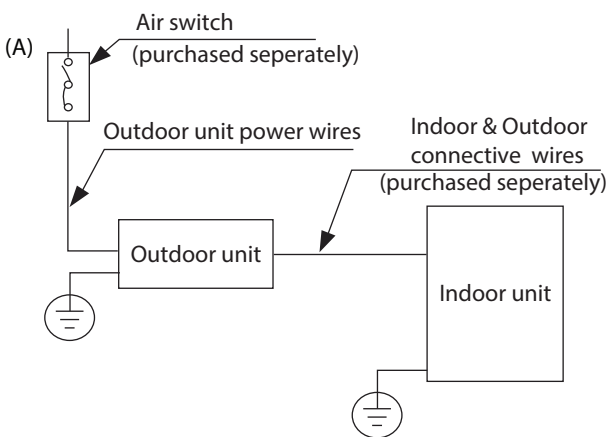 (A)
Air switch
(purchased seperately)
Outdoor unit power wires
Indoor & Outdoor
connective wires
(purchased seperately)
Outdoor unit
Indoor unit